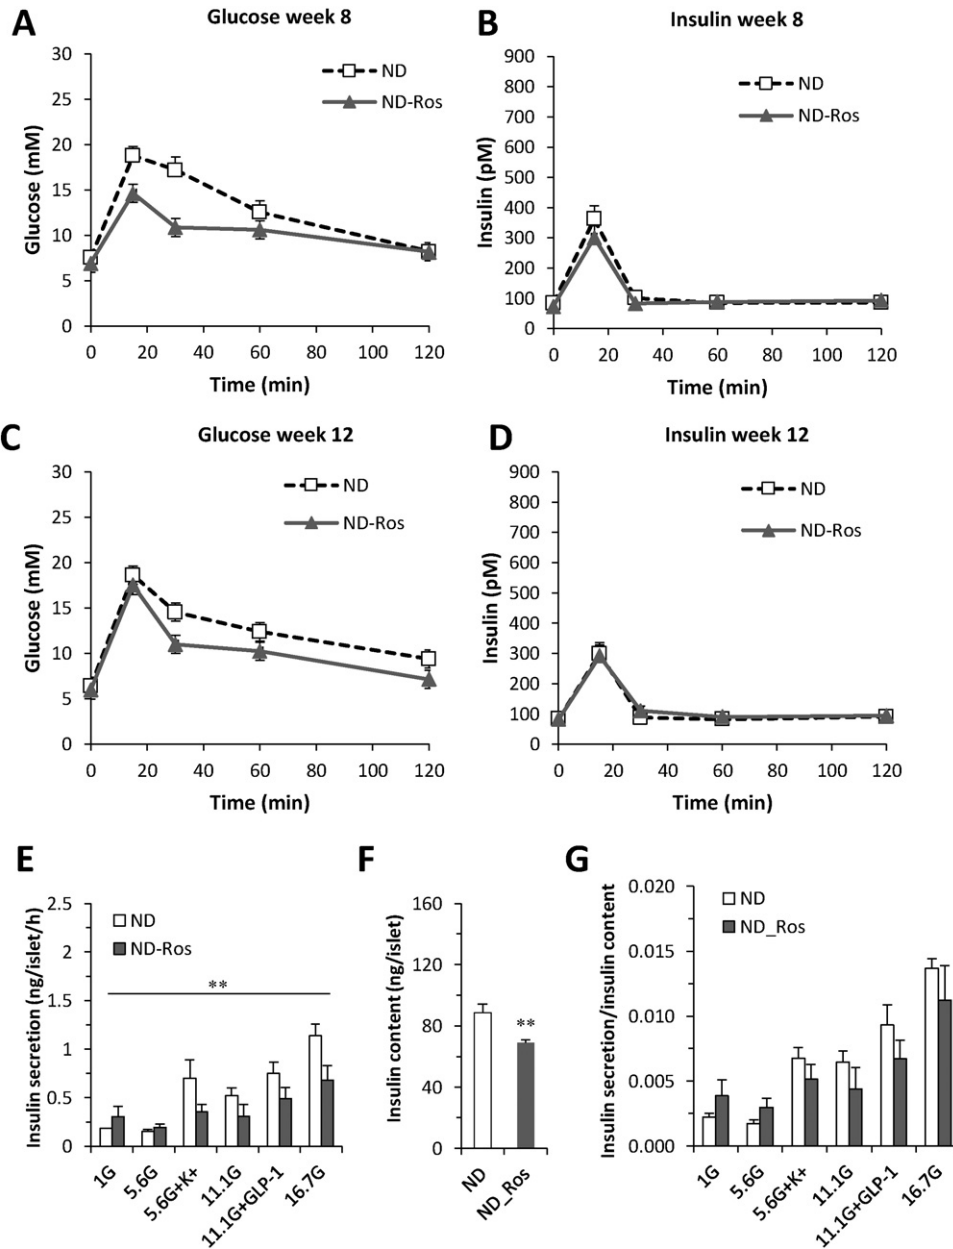 A
Glucose week 8
30
25
20
15
10
5
0
Glucose (mM)
ND
ND-Ros
0 20 40 60 80 100 120
Time (min)
B
Insulin week 8
900
800
700
600
500
400
300
200
100
0
Insulin (pM)
ND
ND-Ros
0 20 40 60 80 100 120
Time (min)
C
Glucose week 12
30
25
20
15
10
5
0
Glucose (mM)
ND
ND-Ros
0 20 40 60 80 100 120
Time (min)
D
Insulin week 12
900
800
700
600
500
400
300
200
100
0
Insulin (pM)
ND
ND-Ros
0 20 40 60 80 100 120
Time (min)
E
Insulin secretion (ng/islet/h)
2.5
2
1.5
1
0.5
0
ND
ND-Ros
**
1G
5.6G
5.6G+K+
11.1G
11.1G+GLP-1
16.7G
F
Insulin content (ng/islet)
160
120
80
40
0
**
ND
ND_Ros
G
Insulin secretion/insulin content
0.020
0.015
0.010
0.005
0.000
ND
ND_Ros
1G
5.6G
5.6G+K+
11.1G
11.1G+GLP-1
16.7G